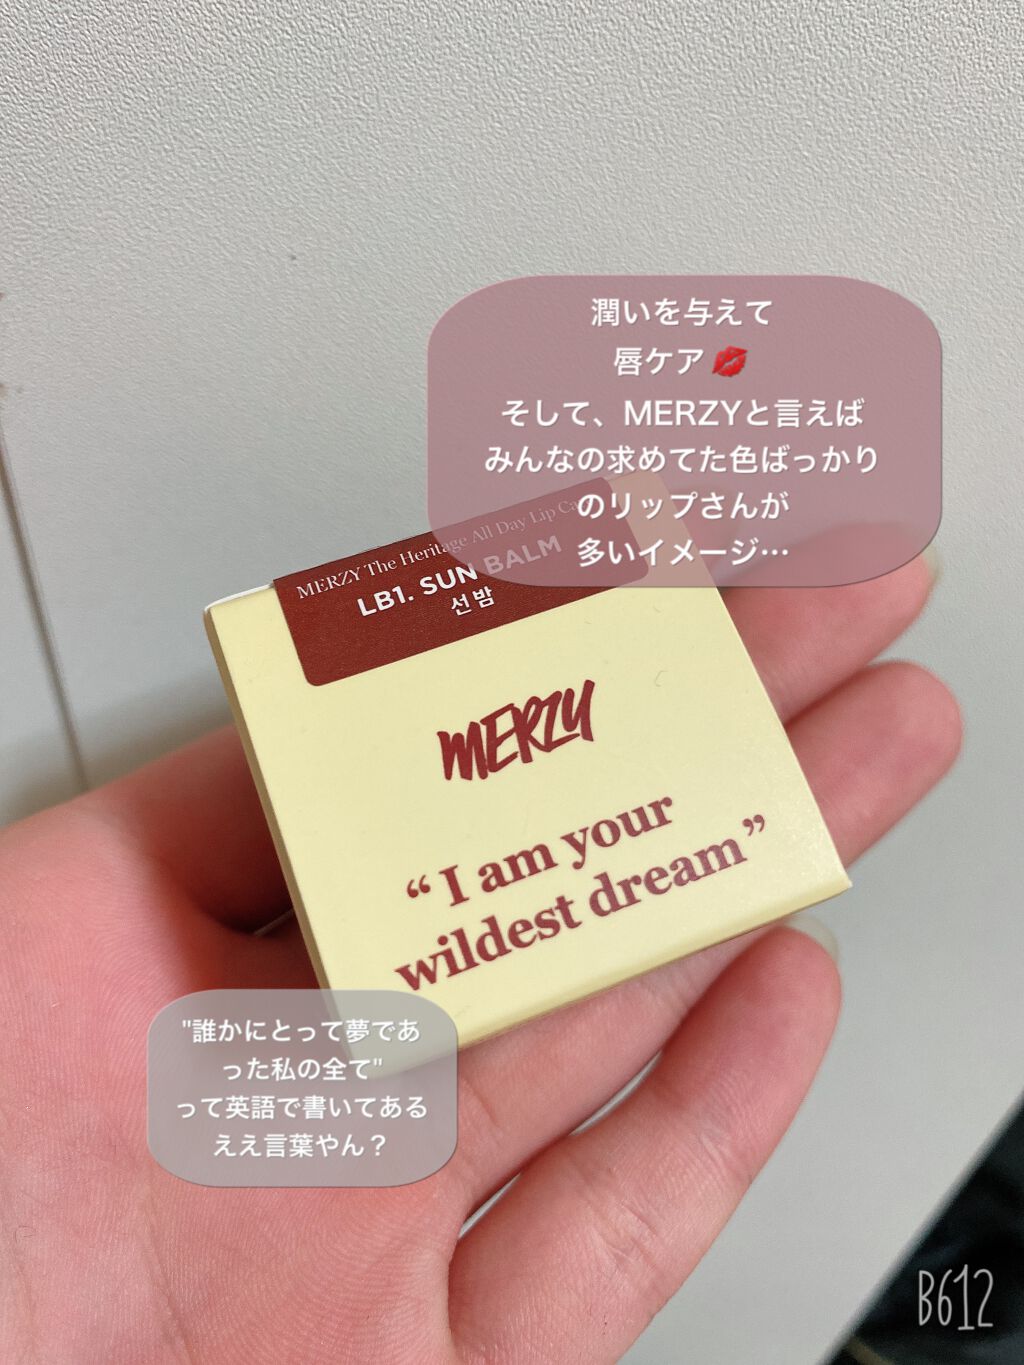 潤いを与えて
唇ケア💋
そして、MERZYと言えば
みんなの求めてた色ばっかり
のリップさんが
多いイメージ…
MERZY The Heritage All Day Lip
LB1. SUN BALM
선밤
MERZY
“I am your
wildest dream”
"誰かにとって夢であ
った私の全て"
って英語で書いてある
ええ言葉やん？
B612